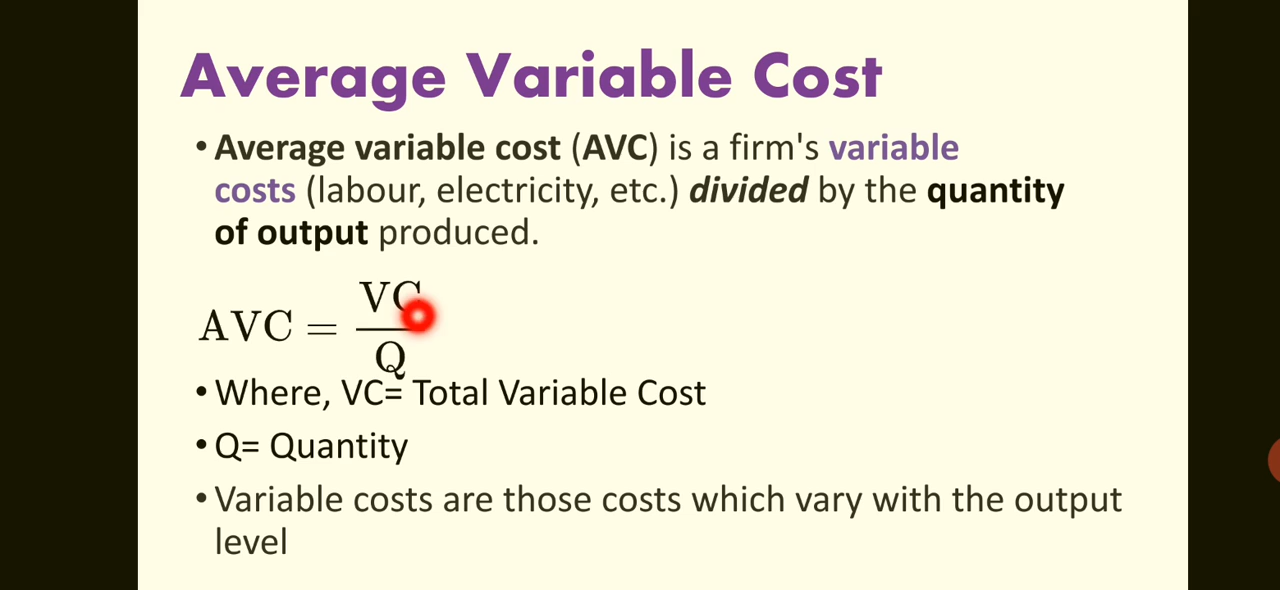 Average Variable Cost
• Average variable cost (AVC) is a firm's variable
costs (labour, electricity, etc.) divided by the quantity
of output produced.
AVC = VC
Q
• Where, VC= Total Variable Cost
• Q= Quantity
• Variable costs are those costs which vary with the output
level